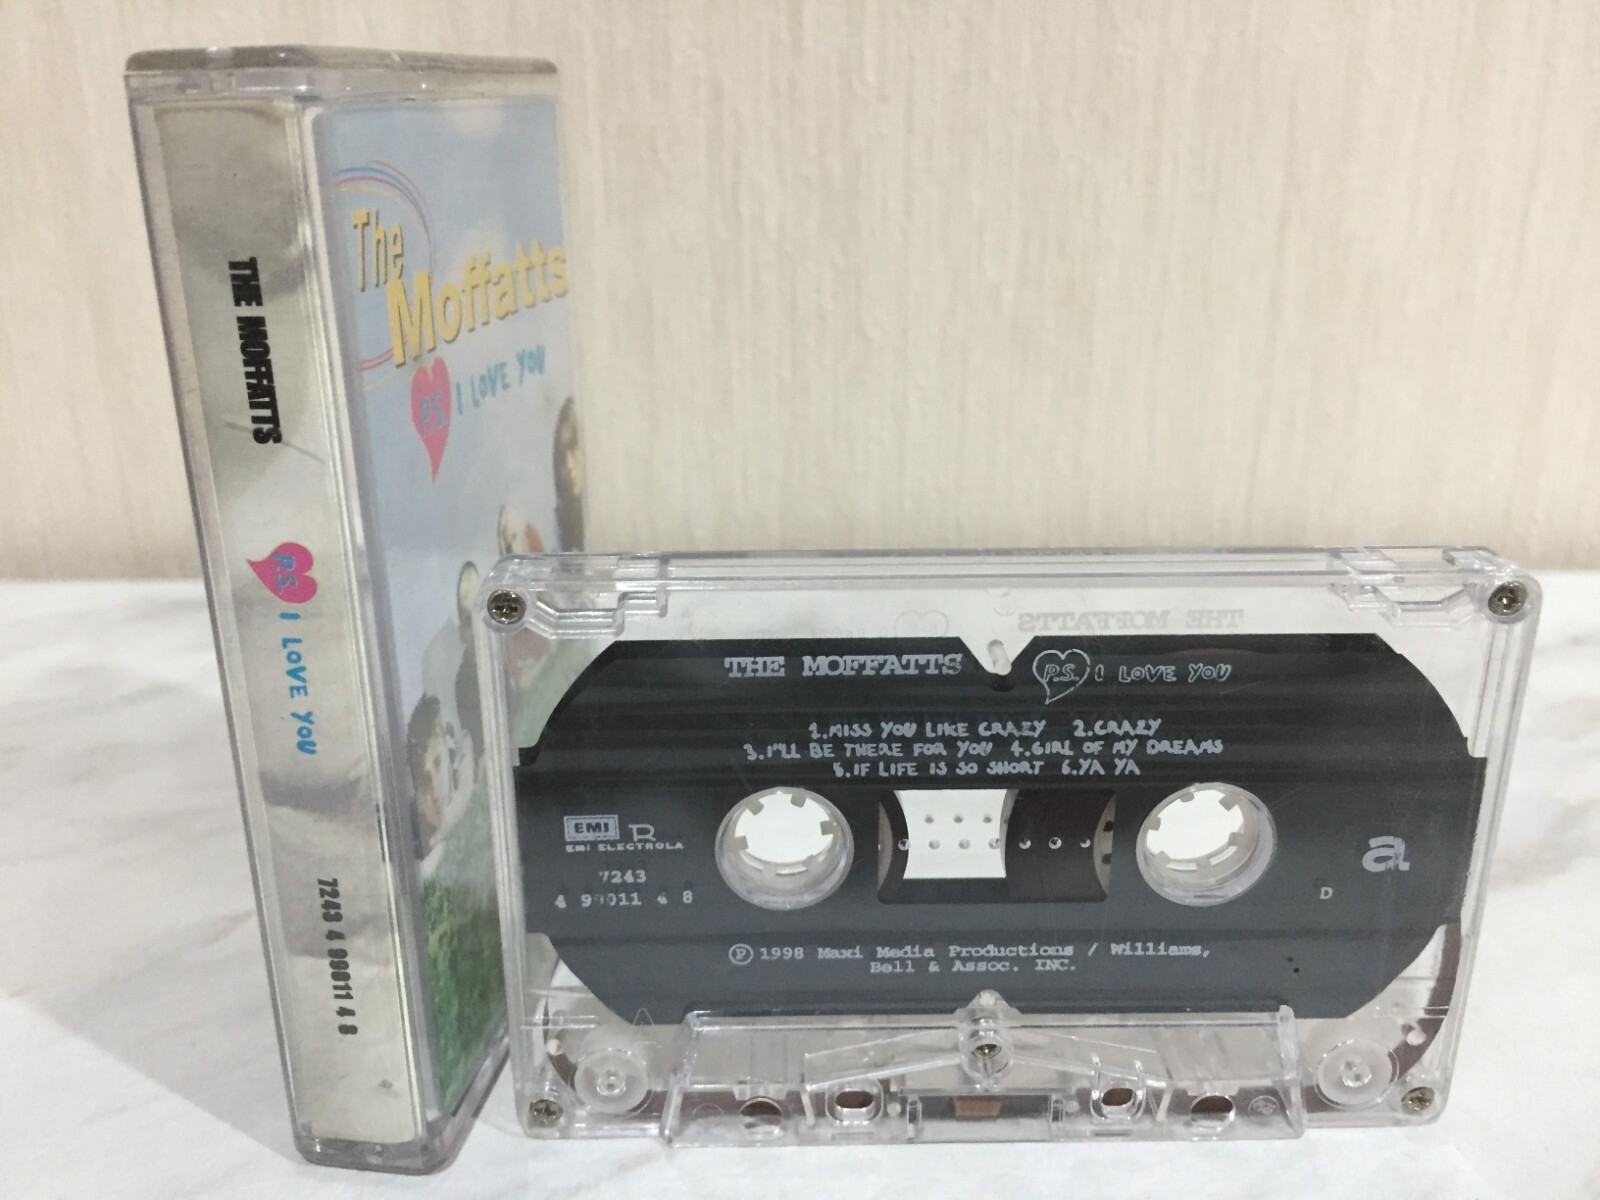 The
Moffatts
P.S. I LOVE YOU
THE MOFFATTS
P.S. I LOVE YOU
7243 4 99011 4 8
THE MOFFATTS
THE MOFFATTS P.S. I LOVE YOU
1.MISS YOU LIKE CRAZY 2.CRAZY
3.I'LL BE THERE FOR YOU 4.GIRL OF MY DREAMS
5.IF LIFE IS SO SHORT 6.YA YA
EMI R
EMI ELECTROLA
7243
4 99011 4 8
a
D
Ⓟ 1998 Maxi Media Productions / Williams,
Bell & Assoc. INC.